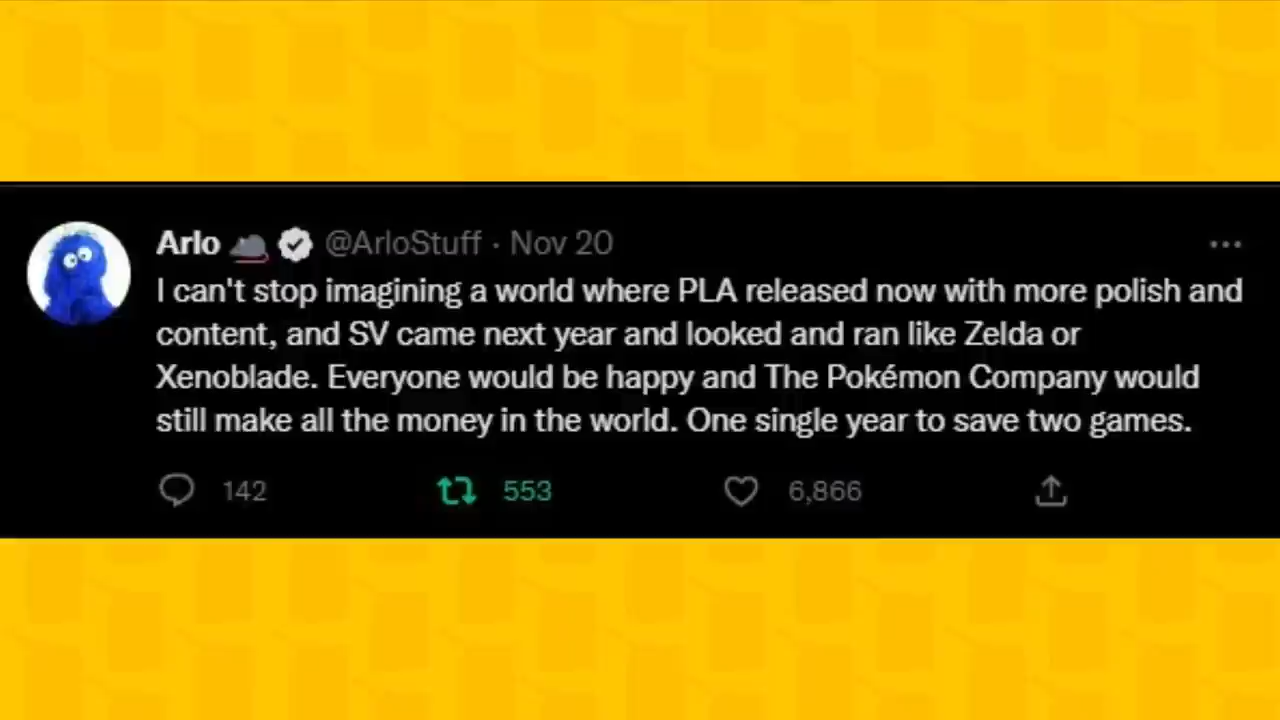 Arlo @ArloStuff · Nov 20
I can't stop imagining a world where PLA released now with more polish and
content, and SV came next year and looked and ran like Zelda or
Xenoblade. Everyone would be happy and The Pokémon Company would
still make all the money in the world. One single year to save two games.
142 553 6,866